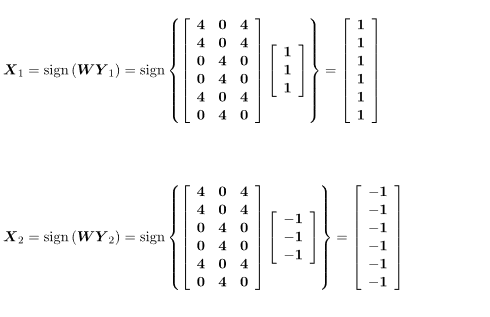 X₁ = sign (WY₁) = sign { [ 4 0 4 ; 4 0 4 ; 0 4 0 ; 0 4 0 ; 4 0 4 ; 0 4 0 ] [ 1 ; 1 ; 1 ] } = [ 1 ; 1 ; 1 ; 1 ; 1 ; 1 ]
X₂ = sign (WY₂) = sign { [ 4 0 4 ; 4 0 4 ; 0 4 0 ; 0 4 0 ; 4 0 4 ; 0 4 0 ] [ −1 ; −1 ; −1 ] } = [ −1 ; −1 ; −1 ; −1 ; −1 ; −1 ]